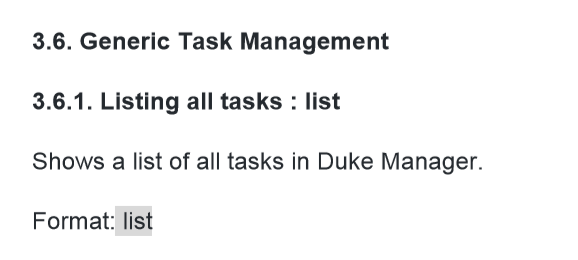 3.6. Generic Task Management
3.6.1. Listing all tasks : list
Shows a list of all tasks in Duke Manager.
Format: list